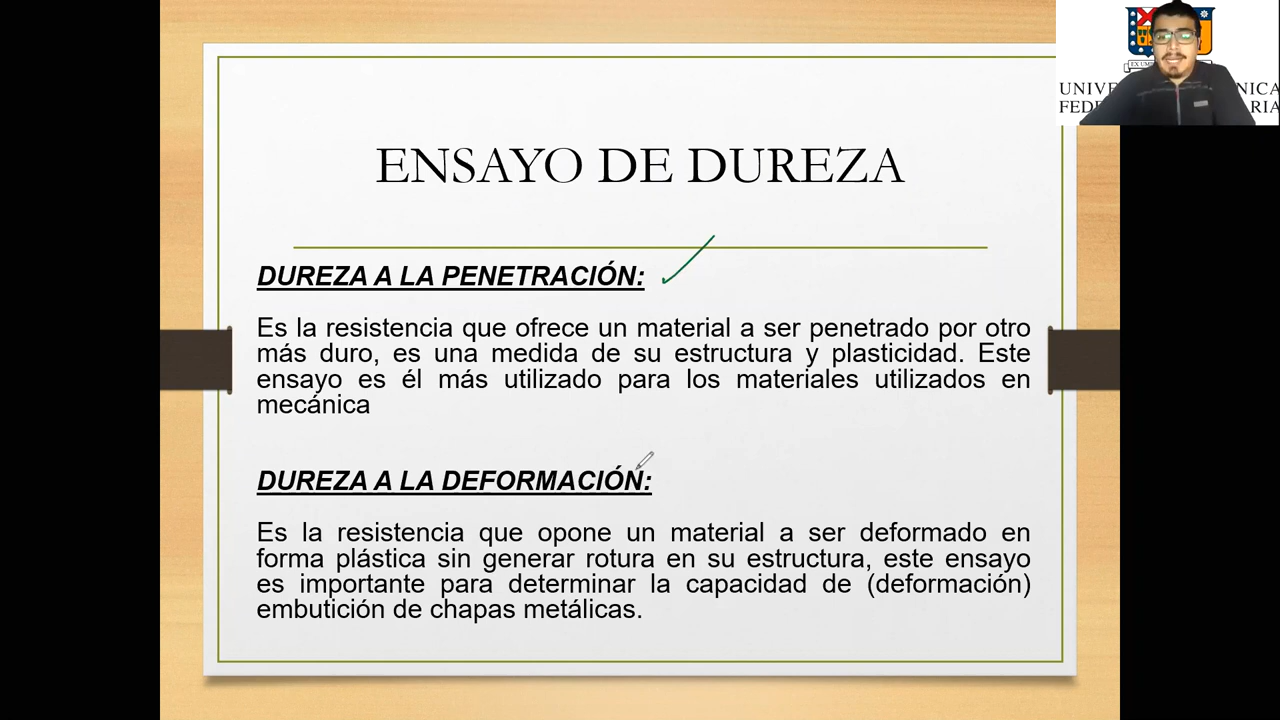 ENSAYO DE DUREZA
DUREZA A LA PENETRACIÓN:
Es la resistencia que ofrece un material a ser penetrado por otro
más duro, es una medida de su estructura y plasticidad. Este
ensayo es él más utilizado para los materiales utilizados en
mecánica
DUREZA A LA DEFORMACIÓN:
Es la resistencia que opone un material a ser deformado en
forma plástica sin generar rotura en su estructura, este ensayo
es importante para determinar la capacidad de (deformación)
embutición de chapas metálicas.